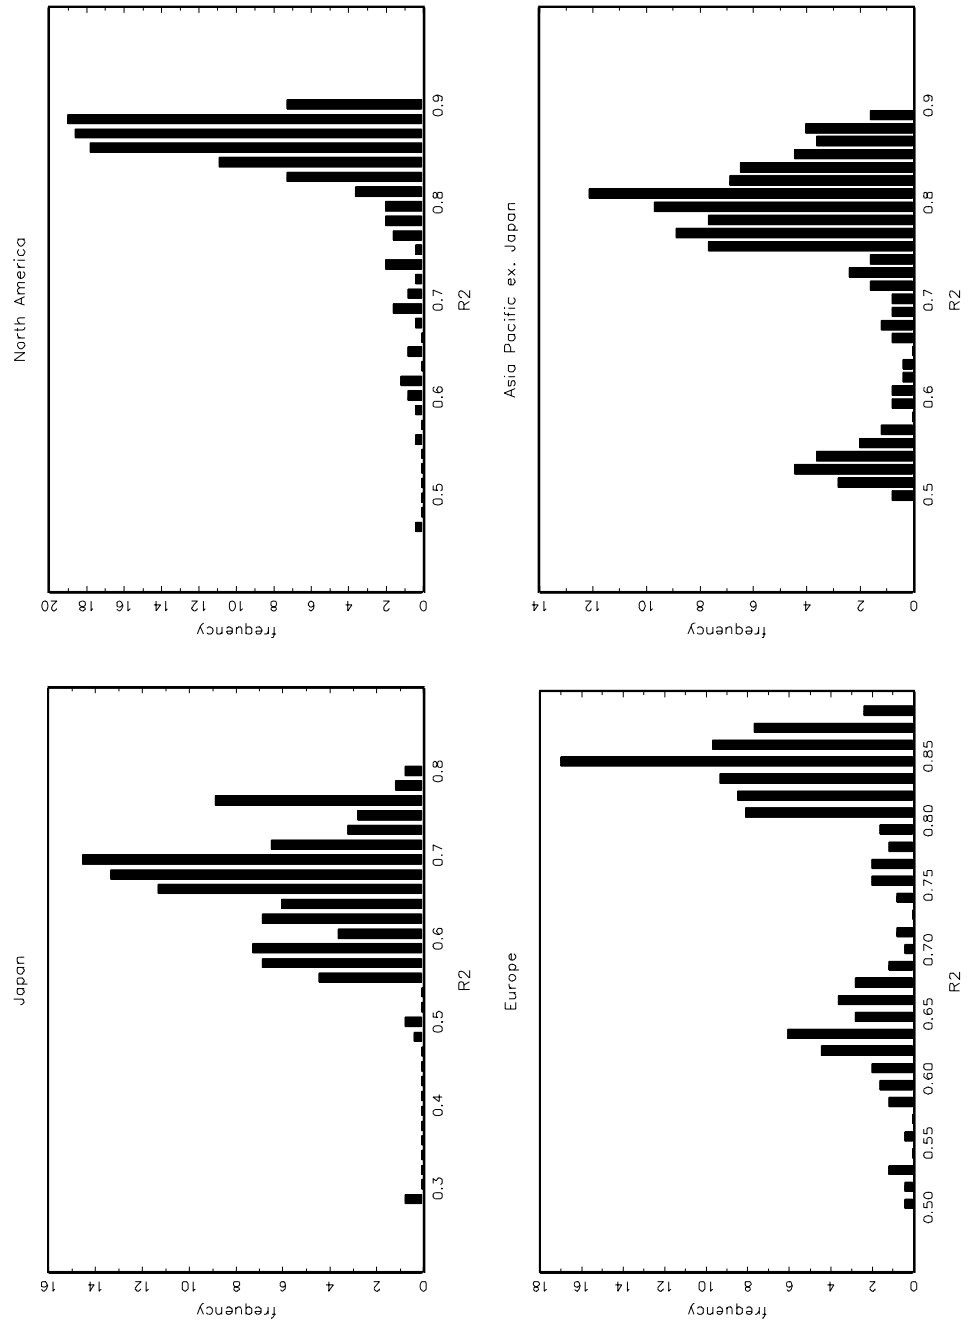 Japan
16 14 12 10 8 6 4 2 0
frequency
0.3 0.4 0.5 0.6 0.7 0.8
R2
North America
20 18 16 14 12 10 8 6 4 2 0
frequency
0.5 0.6 0.7 0.8 0.9
R2
Europe
18 16 14 12 10 8 6 4 2 0
frequency
0.50 0.55 0.60 0.65 0.70 0.75 0.80 0.85
R2
Asia Pacific ex. Japan
14 12 10 8 6 4 2 0
frequency
0.5 0.6 0.7 0.8 0.9
R2